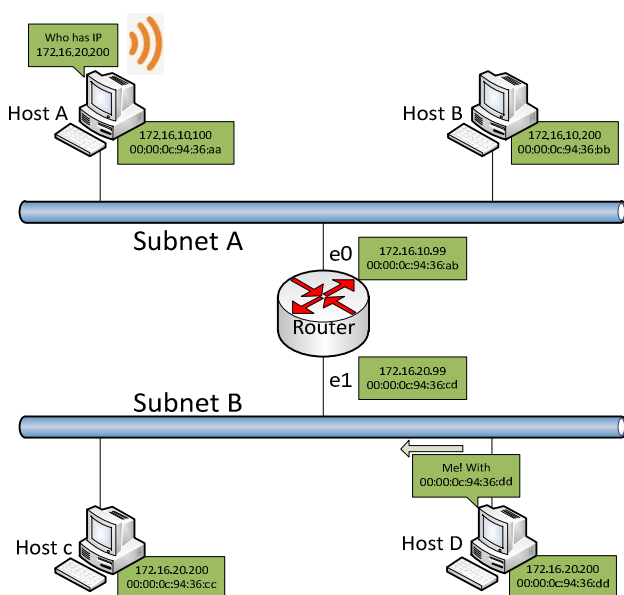 Who has IP
172,16,20,200
Host A
172,16,10,100
00:00:0c:94:36:aa
Host B
172,16,10,200
00:00:0c:94:36:bb
Subnet A
e0
172.16.10.99
00:00:0c:94:36:ab
Router
e1
172.16.20.99
00:00:0c:94:36:cd
Subnet B
Me! With
00:00:0c:94:36:dd
Host c
172.16.20.200
00:00:0c:94:36:cc
Host D
172.16.20.200
00:00:0c:94:36:dd